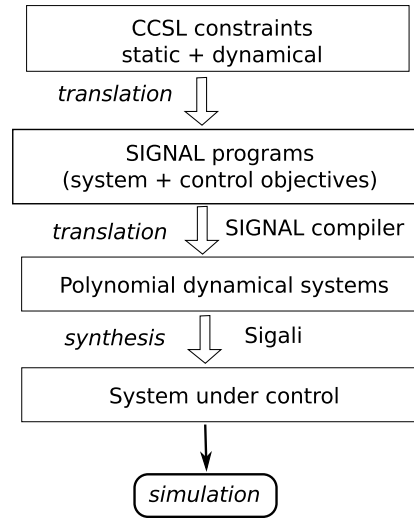 CCSL constraints
static + dynamical
translation
SIGNAL programs
(system + control objectives)
translation
SIGNAL compiler
Polynomial dynamical systems
synthesis
Sigali
System under control
simulation